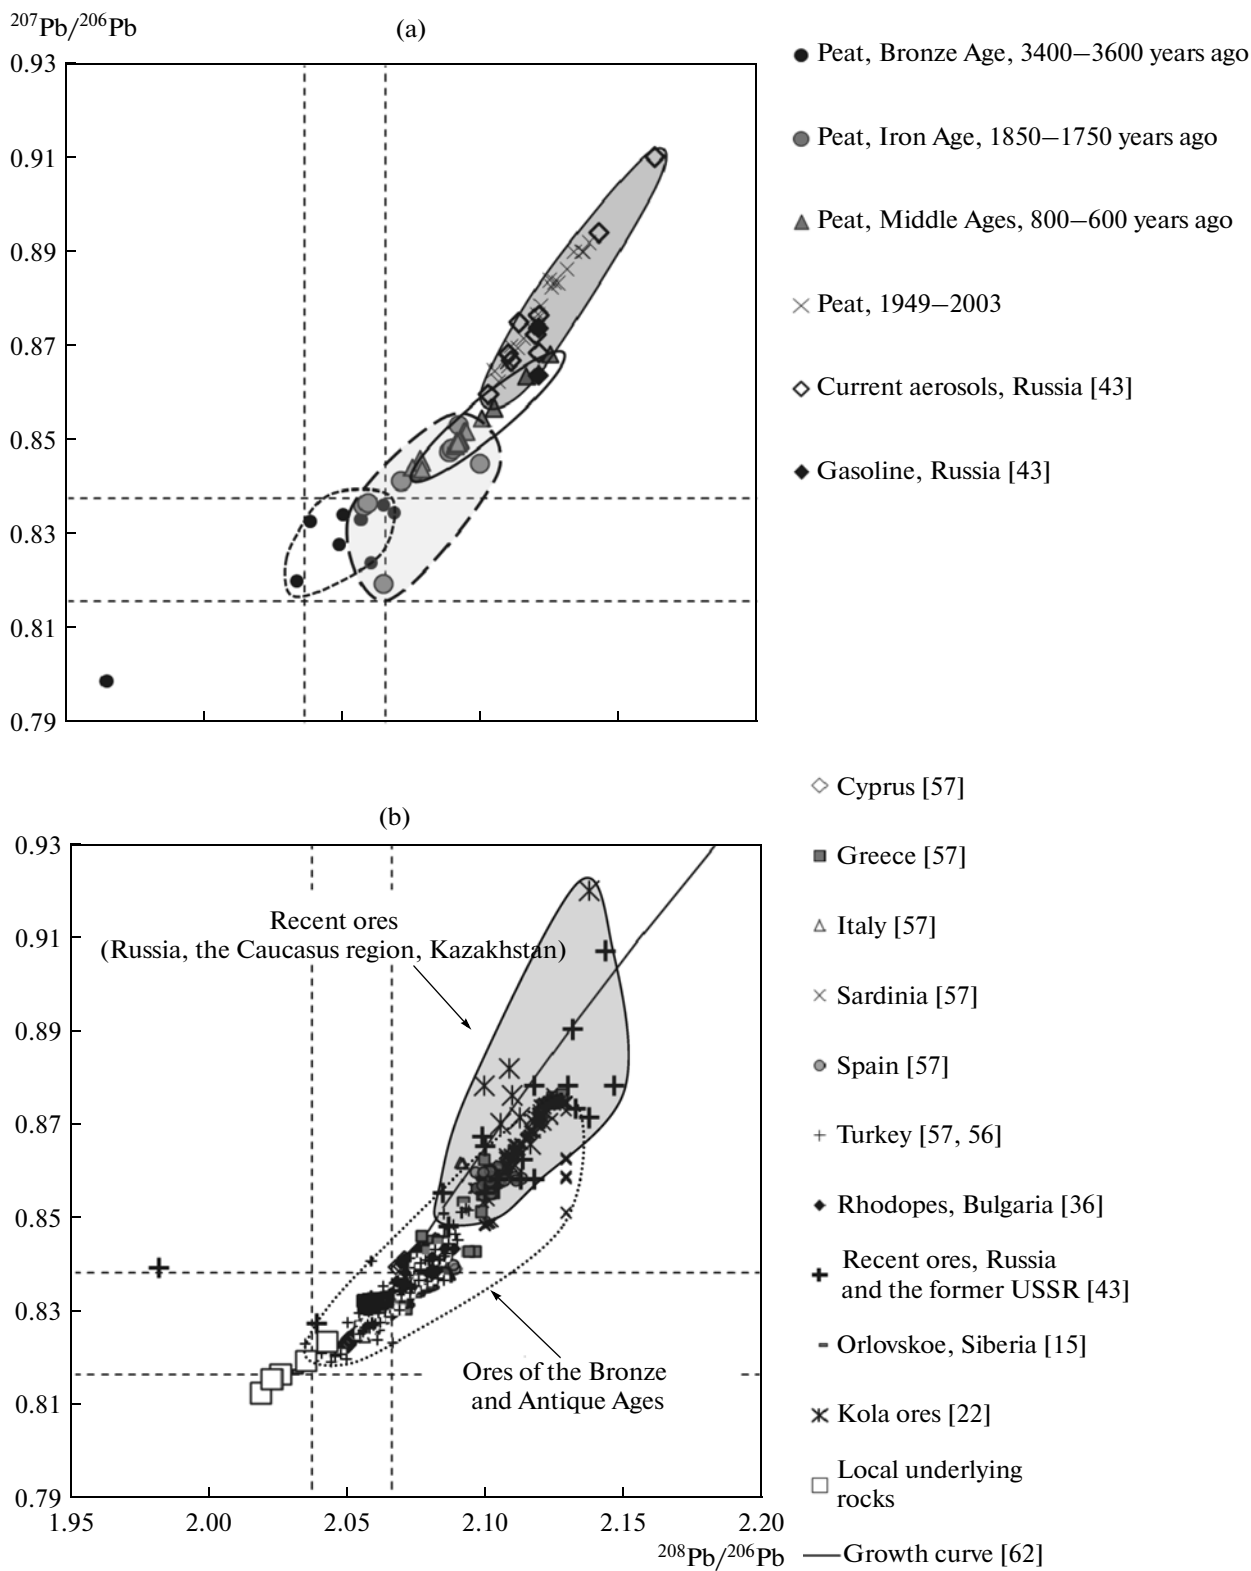 ²⁰⁷Pb/²⁰⁶Pb
(a)
0.93
0.91
0.89
0.87
0.85
0.83
0.81
0.79
Peat, Bronze Age, 3400–3600 years ago
Peat, Iron Age, 1850–1750 years ago
Peat, Middle Ages, 800–600 years ago
Peat, 1949–2003
Current aerosols, Russia [43]
Gasoline, Russia [43]
(b)
0.93
0.91
0.89
0.87
0.85
0.83
0.81
0.79
1.95
2.00
2.05
2.10
2.15
2.20
²⁰⁸Pb/²⁰⁶Pb
Recent ores
(Russia, the Caucasus region, Kazakhstan)
Ores of the Bronze
and Antique Ages
Cyprus [57]
Greece [57]
Italy [57]
Sardinia [57]
Spain [57]
Turkey [57, 56]
Rhodopes, Bulgaria [36]
Recent ores, Russia
and the former USSR [43]
Orlovskoe, Siberia [15]
Kola ores [22]
Local underlying
rocks
Growth curve [62]